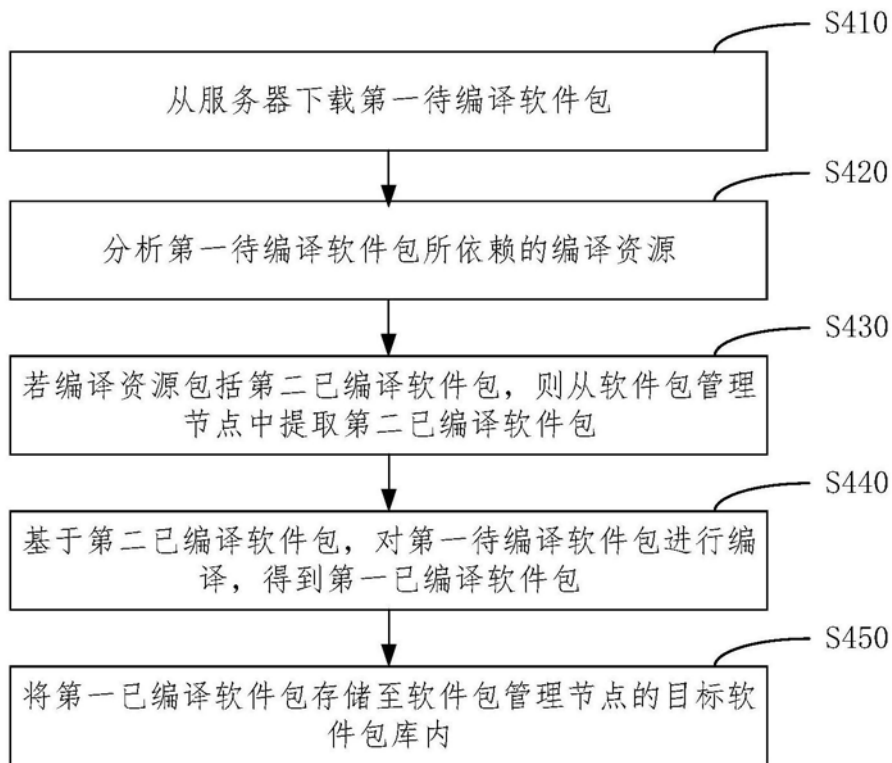 S410
从服务器下载第一待编译软件包
S420
分析第一待编译软件包所依赖的编译资源
S430
若编译资源包括第二已编译软件包，则从软件包管理
节点中提取第二已编译软件包
S440
基于第二已编译软件包，对第一待编译软件包进行编
译，得到第一已编译软件包
S450
将第一已编译软件包存储至软件包管理节点的目标软
件包库内